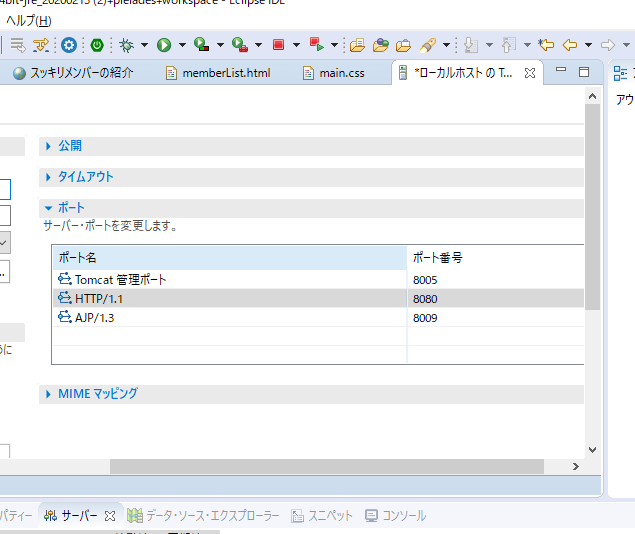 4bit-jre_20200213 (2)+pleiades+workspace - Eclipse IDE
ヘルプ(H)
スッキリメンバーの紹介
memberList.html
main.css
*ローカルホスト の T...
アウ
公開
タイムアウト
ポート
サーバー・ポートを変更します。
ポート名 ポート番号
Tomcat 管理ポート 8005
HTTP/1.1 8080
AJP/1.3 8009
うに
MIME マッピング
パティー
サーバー
データ・ソース・エクスプローラー
スニペット
コンソール